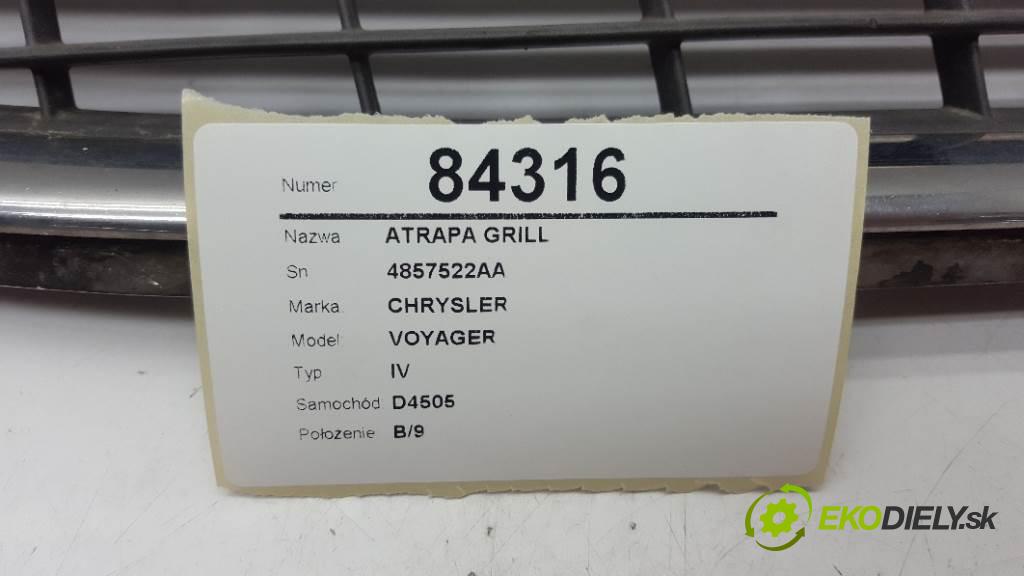 Numer 84316
Nazwa ATRAPA GRILL
Sn 4857522AA
Marka CHRYSLER
Model VOYAGER
Typ IV
Samochód D4505
Położenie B/9
EKODIELY.sk